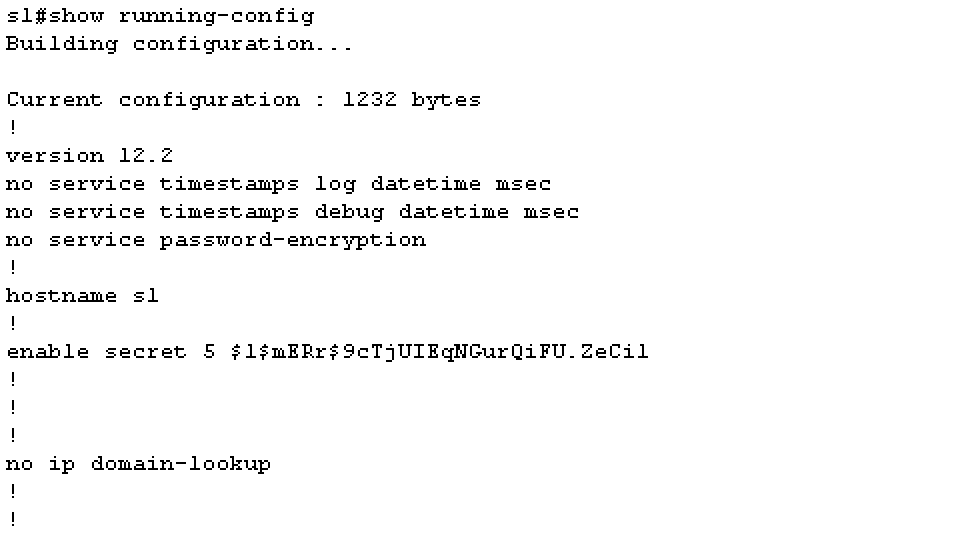 s1#show running-config
Building configuration...
Current configuration : 1232 bytes
!
version 12.2
no service timestamps log datetime msec
no service timestamps debug datetime msec
no service password-encryption
!
hostname s1
!
enable secret 5 $1$mERr$9cTjUIEqNGurQiFU.ZeCi1
!
!
!
no ip domain-lookup
!
!